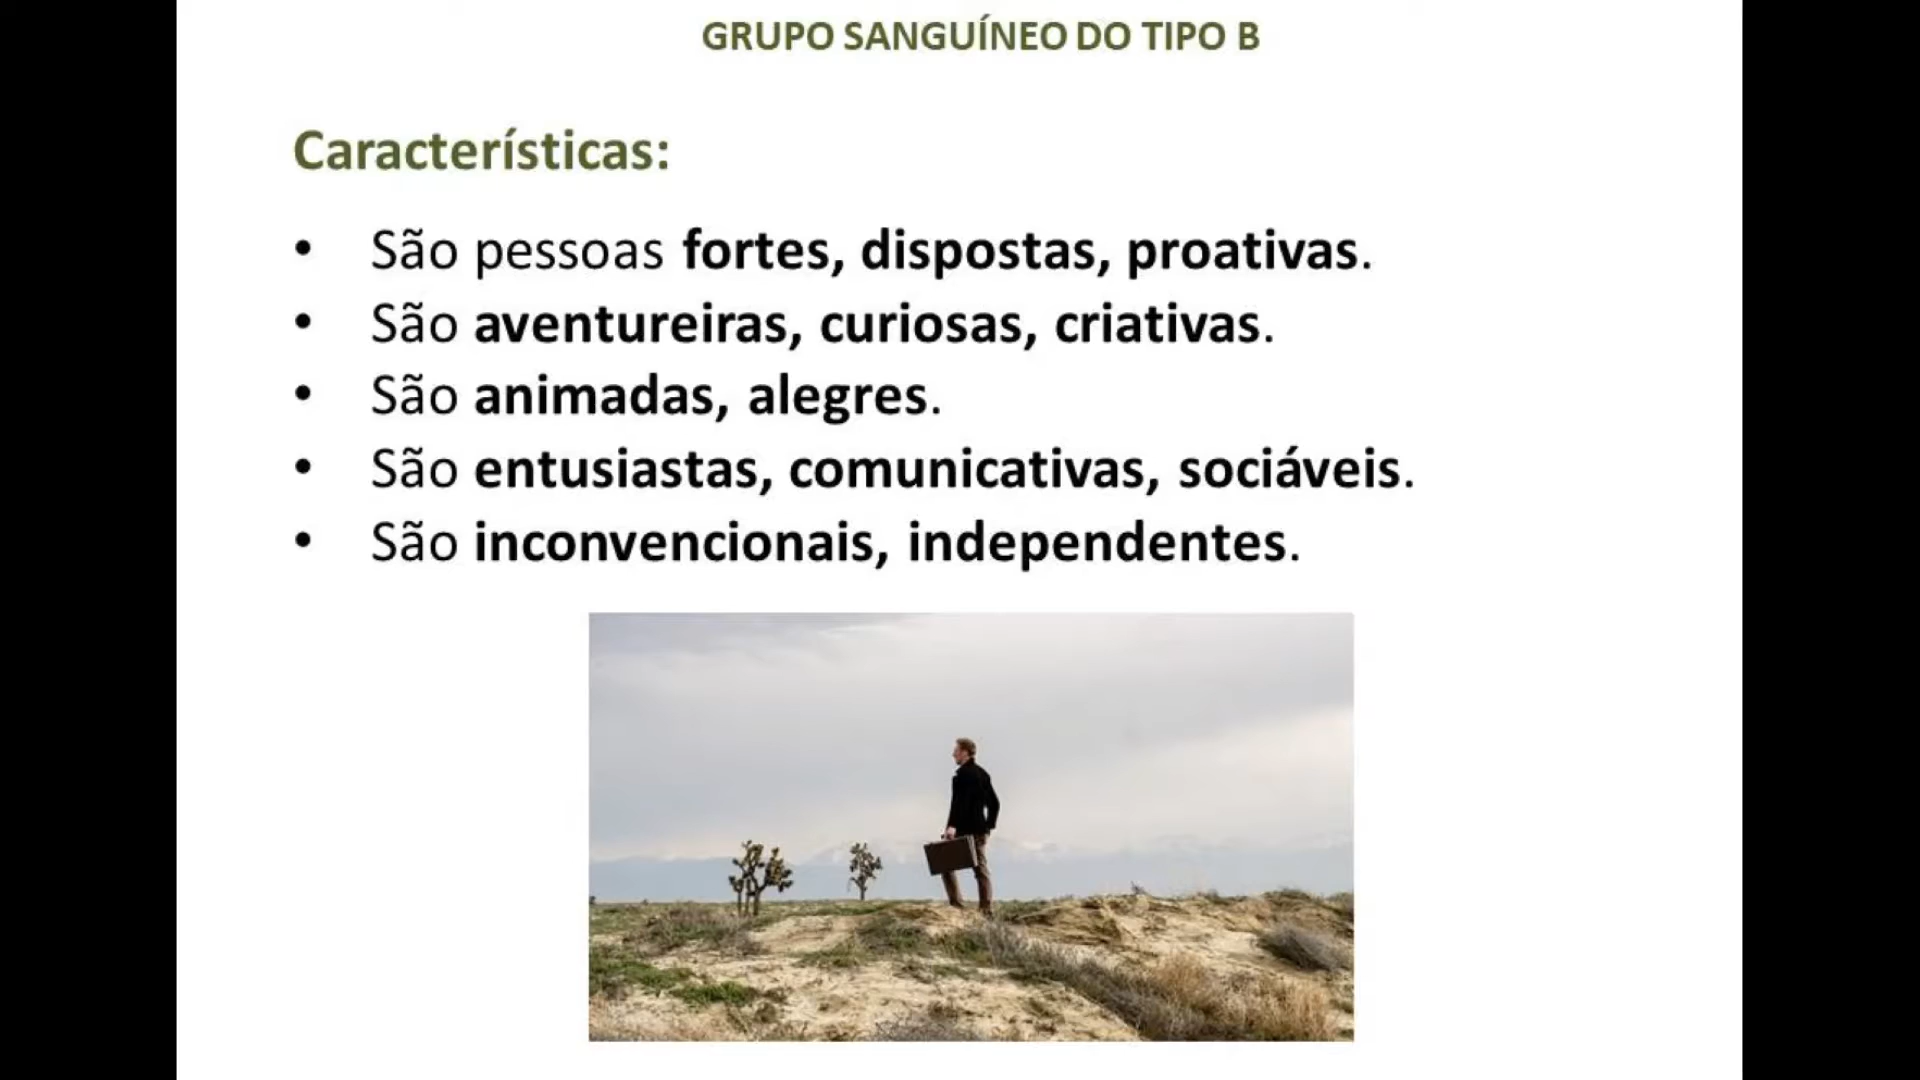 GRUPO SANGUÍNEO DO TIPO B
Características:
• São pessoas fortes, dispostas, proativas.
• São aventureiras, curiosas, criativas.
• São animadas, alegres.
• São entusiastas, comunicativas, sociáveis.
• São inconvencionais, independentes.